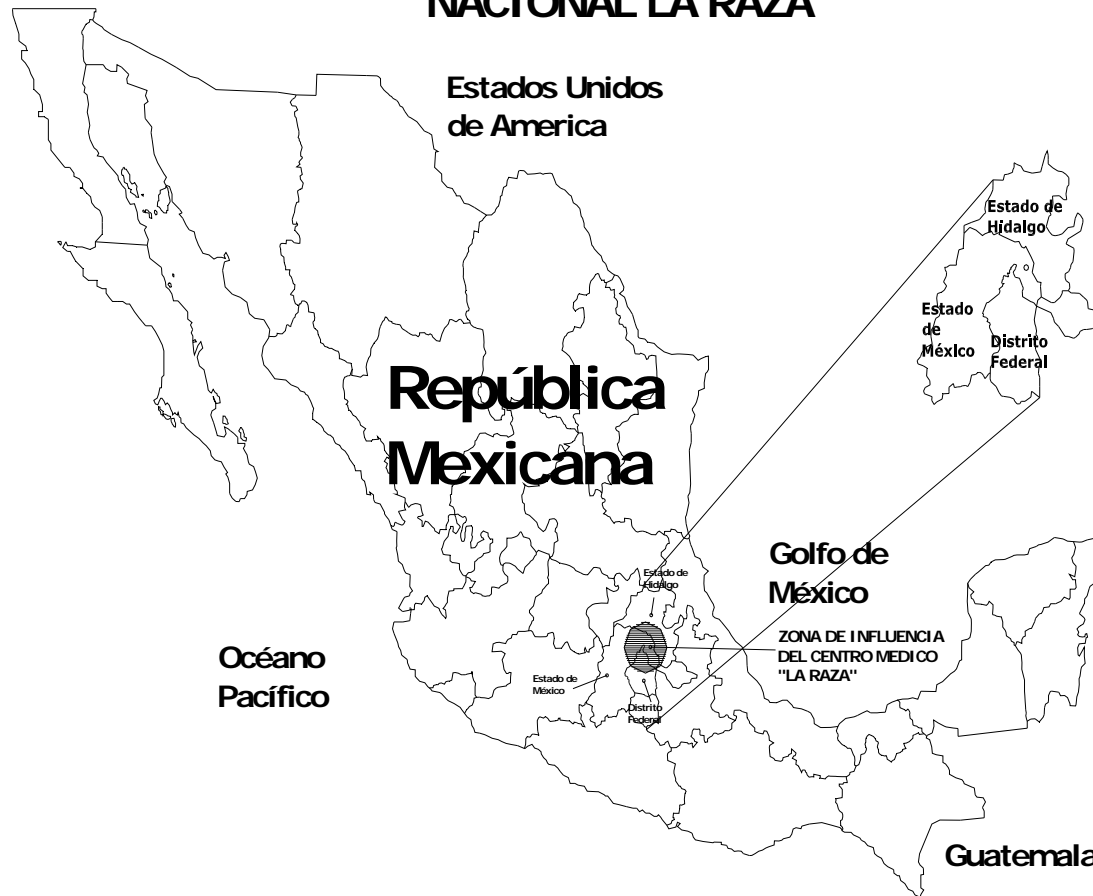 NACIONAL LA RAZA
Estados Unidos
de America
Estado de
Hidalgo
Estado
de
México
Distrito
Federal
República
Mexicana
Golfo de
México
Estado de
Hidalgo
ZONA DE INFLUENCIA
DEL CENTRO MEDICO
"LA RAZA"
Océano
Pacífico
Estado de
México
Distrito
Federal
Guatemala